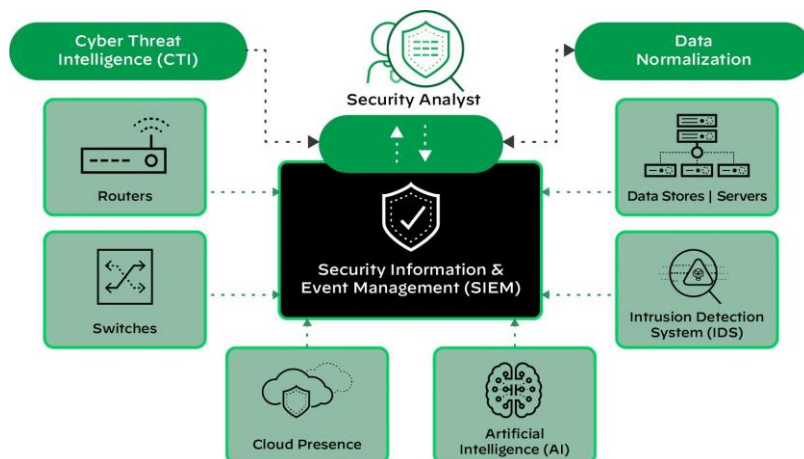 Cyber Threat
Intelligence (CTI)
Security Analyst
Data
Normalization
Routers
Data Stores | Servers
Security Information &
Event Management (SIEM)
Switches
Intrusion Detection
System (IDS)
Cloud Presence
Artificial
Intelligence (AI)